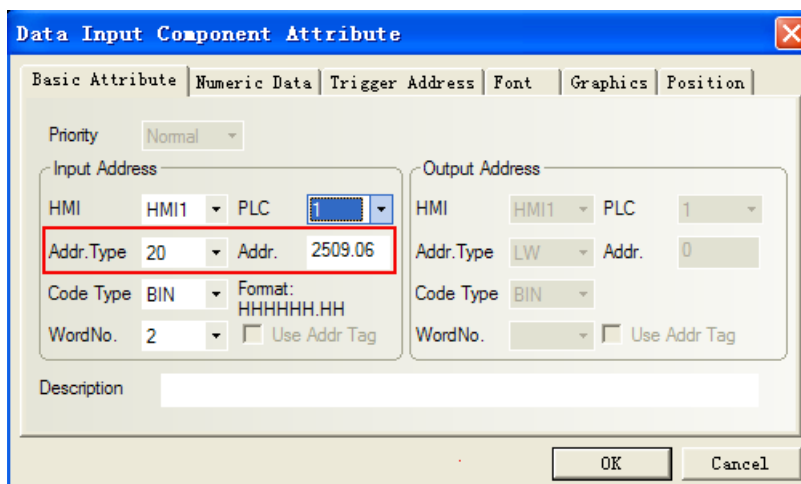 Data Input Component Attribute
Basic Attribute Numeric Data Trigger Address Font Graphics Position
Priority Normal
Input Address Output Address
HMI HMI1 PLC 1 HMI HMI1 PLC 1
Addr.Type 20 Addr. 2509.06 Addr.Type LW Addr. 0
Code Type BIN Format: HHHHHH.HH Code Type BIN
WordNo. 2 Use Addr Tag WordNo. Use Addr Tag
Description
OK Cancel